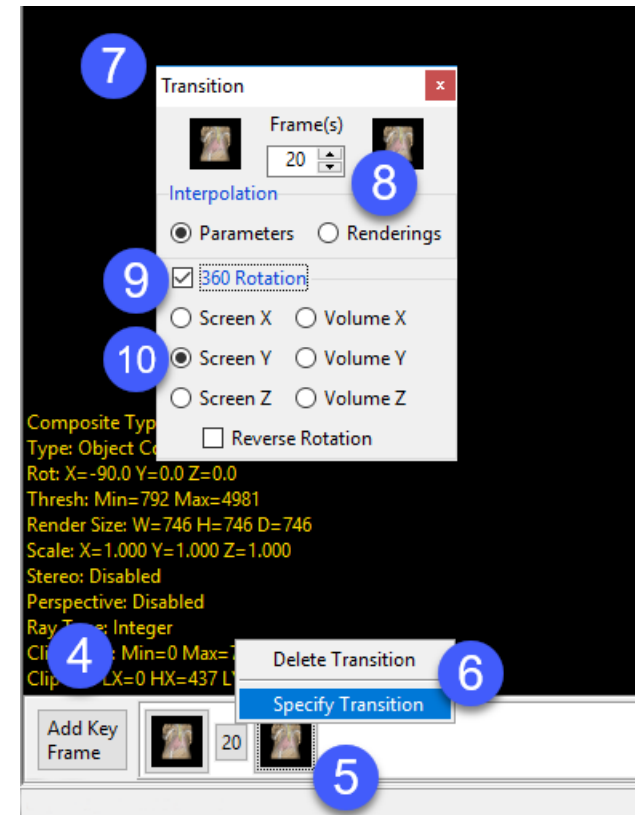 7
Transition
x
Frame(s)
20
8
Interpolation
Parameters Renderings
9
360 Rotation
Screen X Volume X
10
Screen Y Volume Y
Screen Z Volume Z
Reverse Rotation
Composite Typ
Type: Object Co
Rot: X=-90.0 Y=0.0 Z=0.0
Thresh: Min=792 Max=4981
Render Size: W=746 H=746 D=746
Scale: X=1.000 Y=1.000 Z=1.000
Stereo: Disabled
Perspective: Disabled
Ray Type: Integer
4
Min=0 Max=
LX=0 HX=437
Delete Transition
6
Specify Transition
Add Key
Frame
20
5